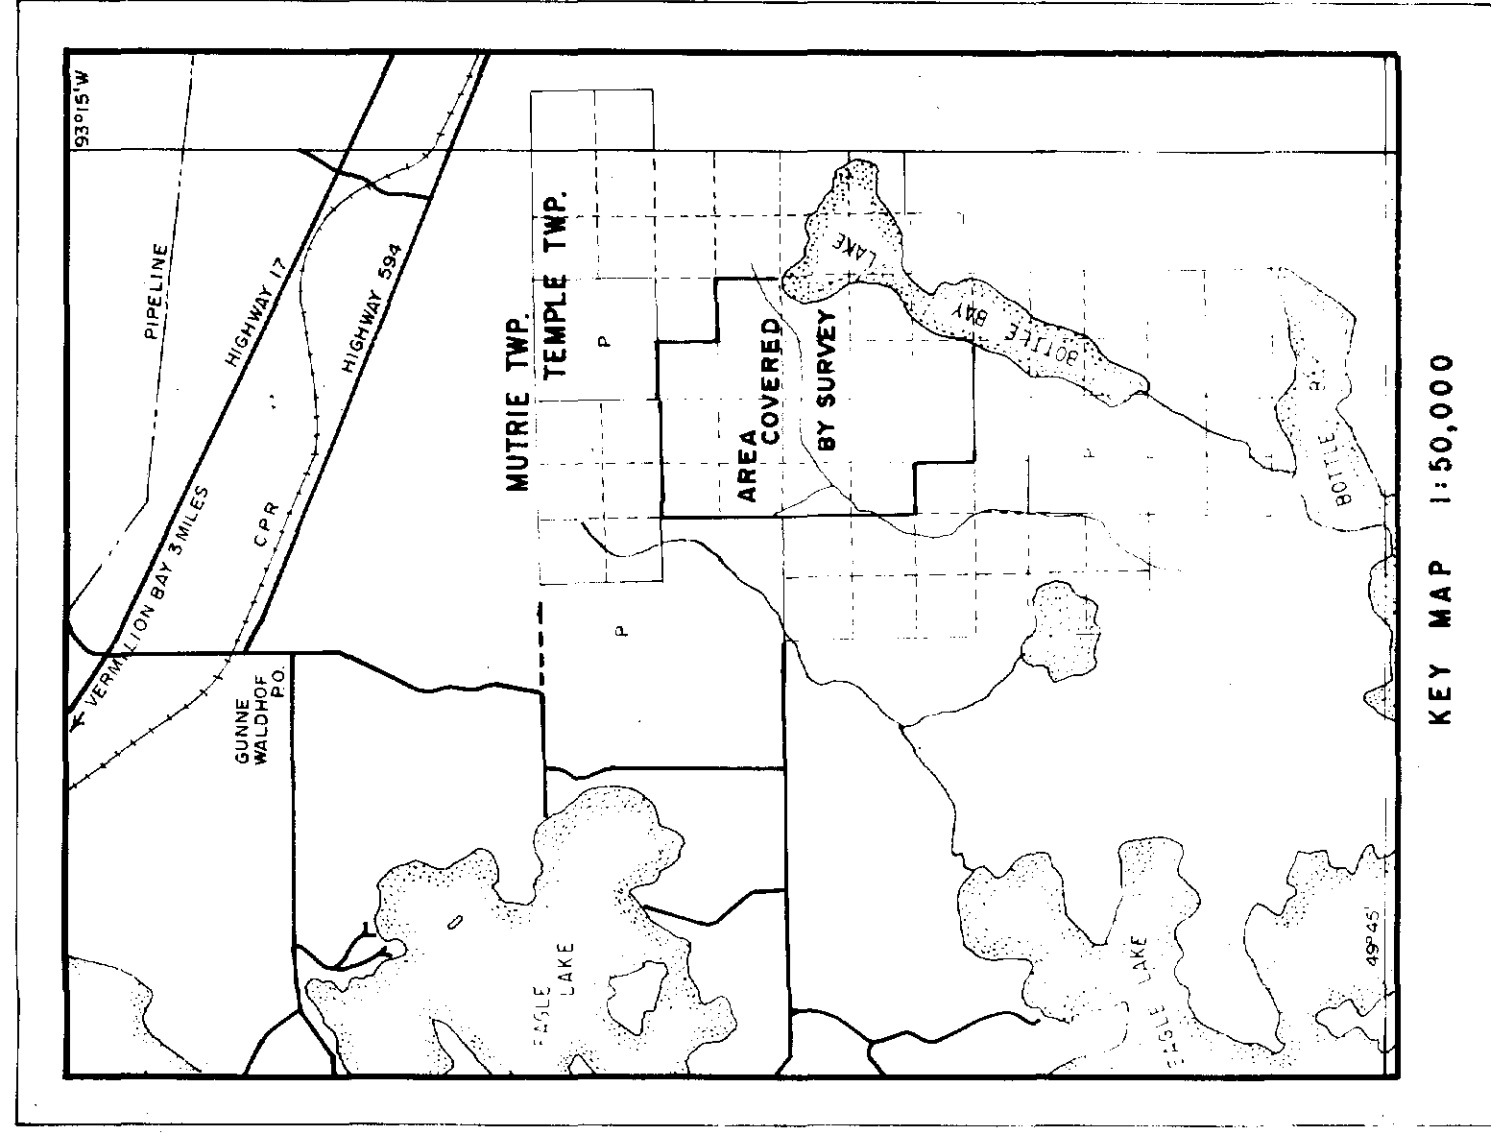 93°15'W
PIPELINE
HIGHWAY 17
HIGHWAY 594
VERMILION BAY 3 MILES
CPR
GUNNE
WALDHOF
P.O.
MUTRIE TWP.
TEMPLE TWP.
P
P
P
AREA
COVERED
BY SURVEY
LAKE
BOTTLE BAY
BOTTLE
EAGLE
LAKE
EAGLE LAKE
49°45'
KEY MAP 1:50,000